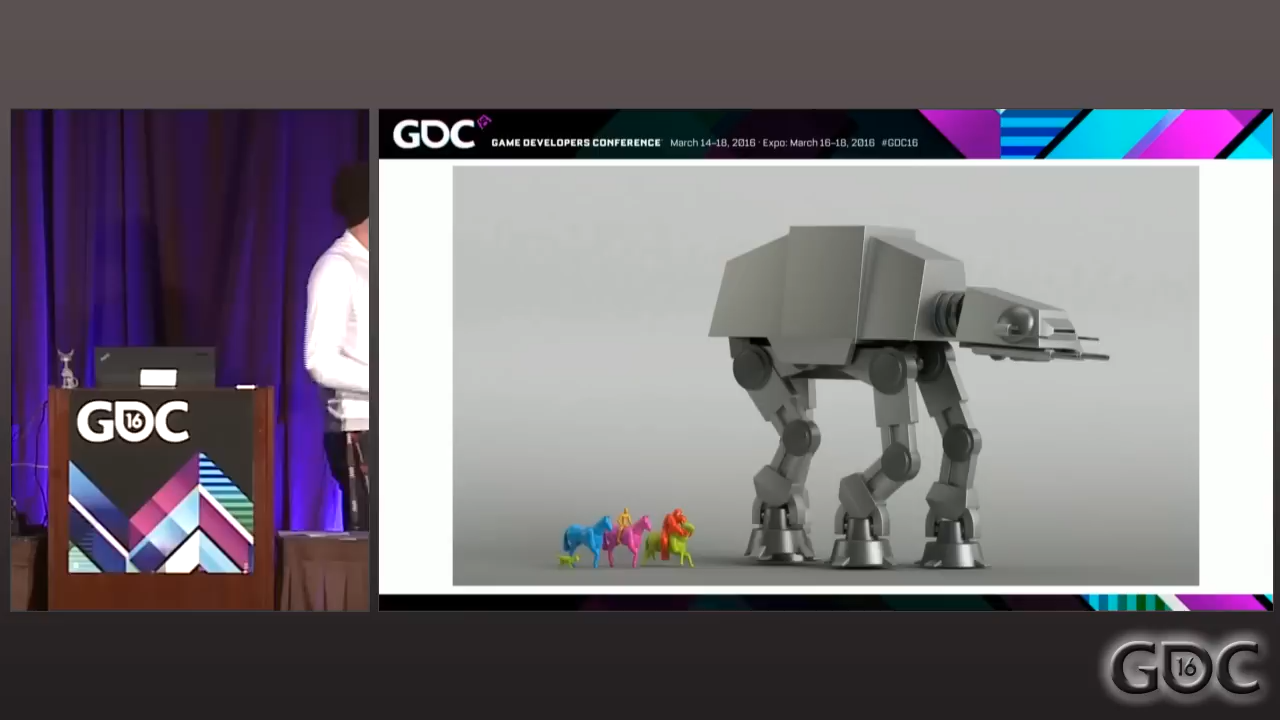 GDC
GAME DEVELOPERS CONFERENCE March 14–18, 2016 · Expo: March 16–18, 2016 #GDC16
GDC
16
GDC
16